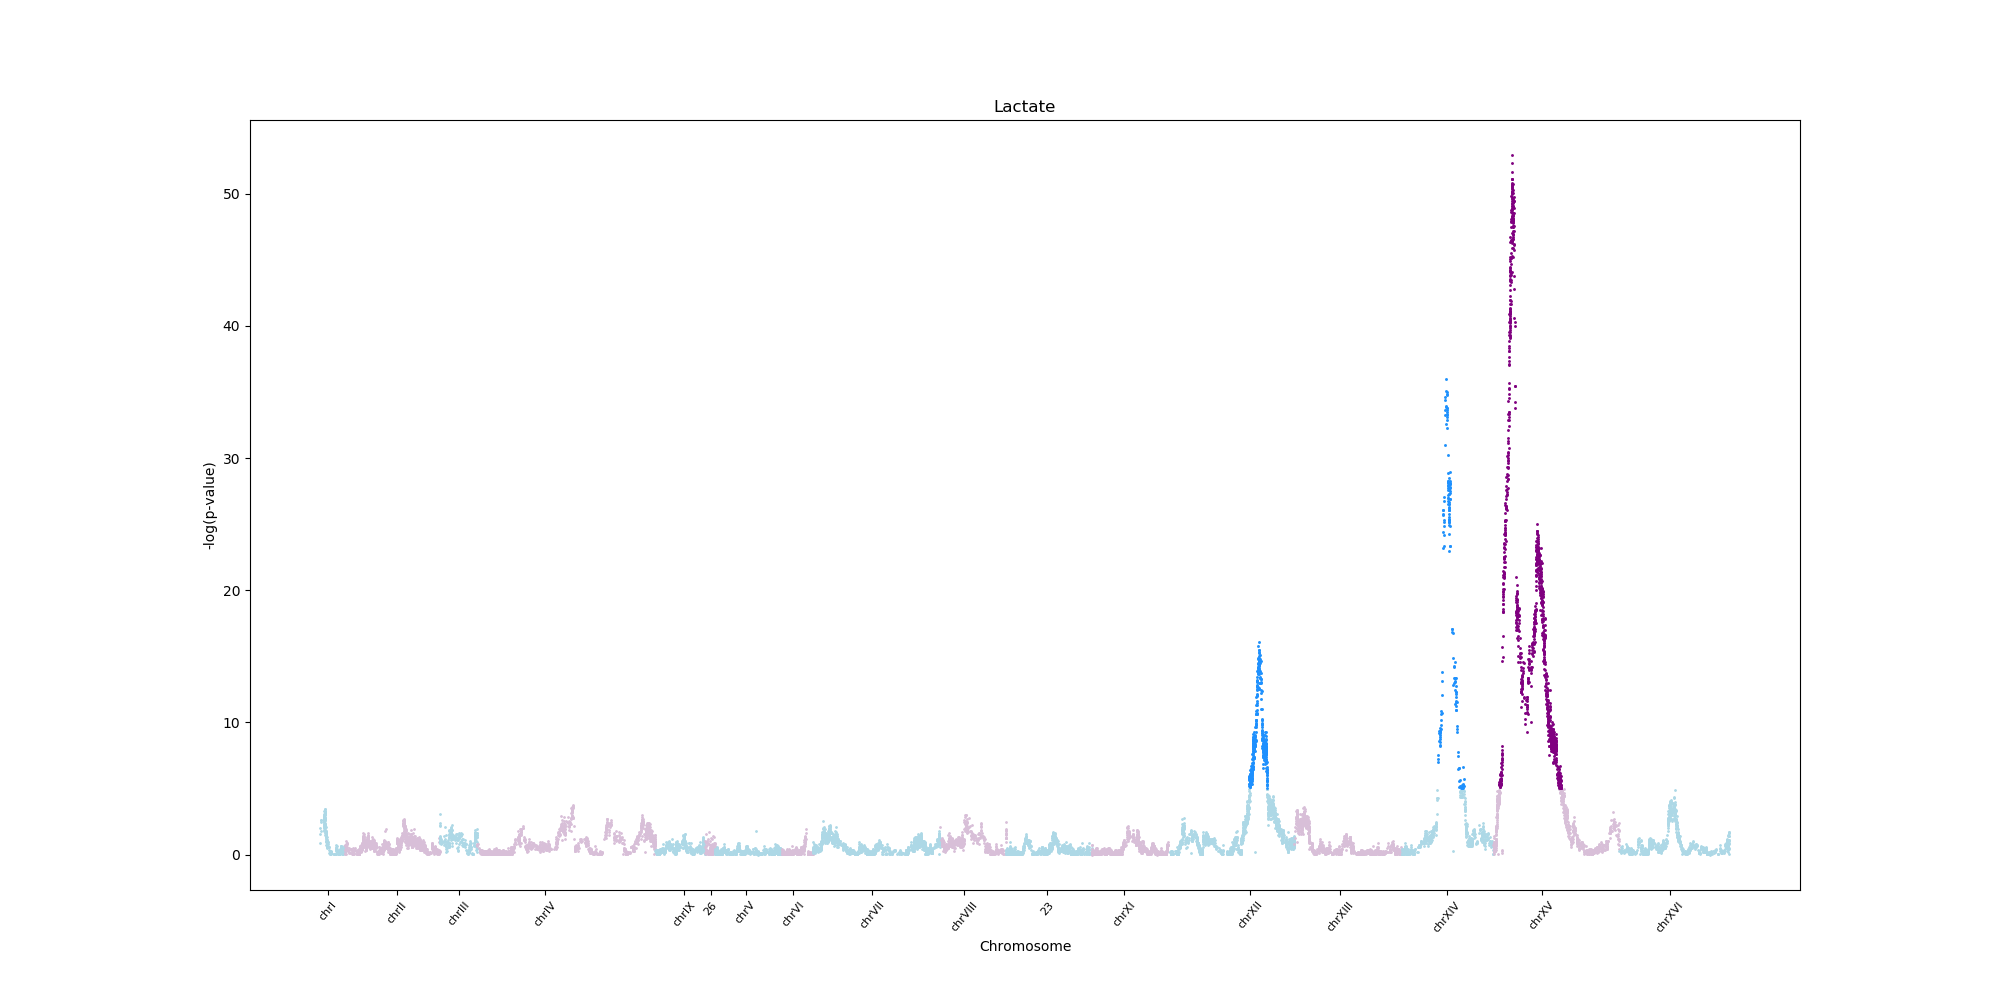 Lactate
50
40
30
20
10
0
-log(p-value)
chrI
chrII
chrIII
chrIV
chrIX
26
chrV
chrVI
chrVII
chrVIII
23
chrXI
chrXII
chrXIII
chrXIV
chrXV
chrXVI
Chromosome